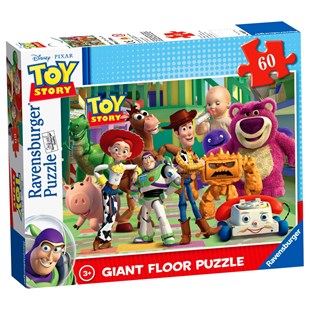 Disney · PIXAR
TOY
STORY
60
TOY
STORY
Ravensburger
Puzzle
3+
GIANT FLOOR PUZZLE
Ravensburger